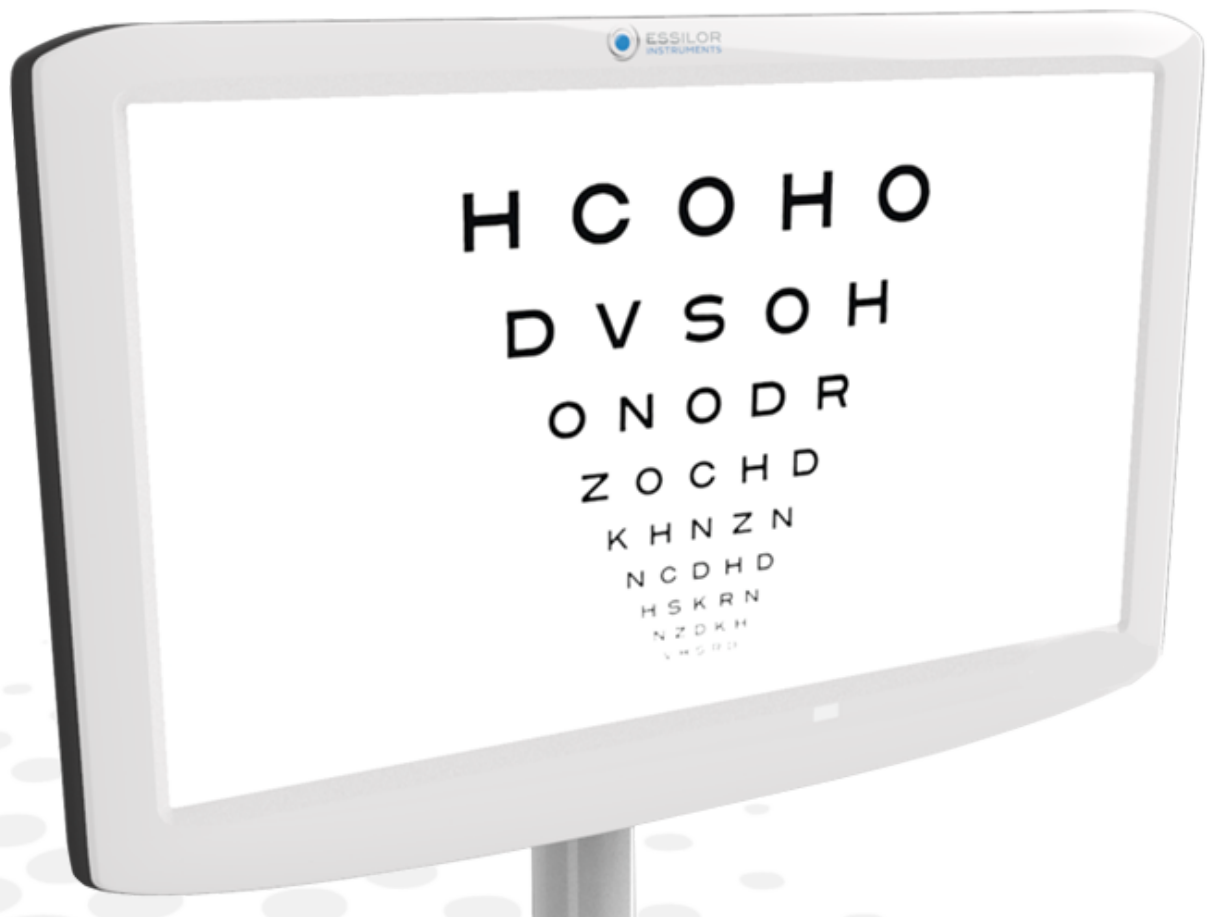 ESSILOR
INSTRUMENTS
H C O H O
D V S O H
O N O D R
Z O C H D
K H N Z N
N C D H D
H S K R N
N Z D K H